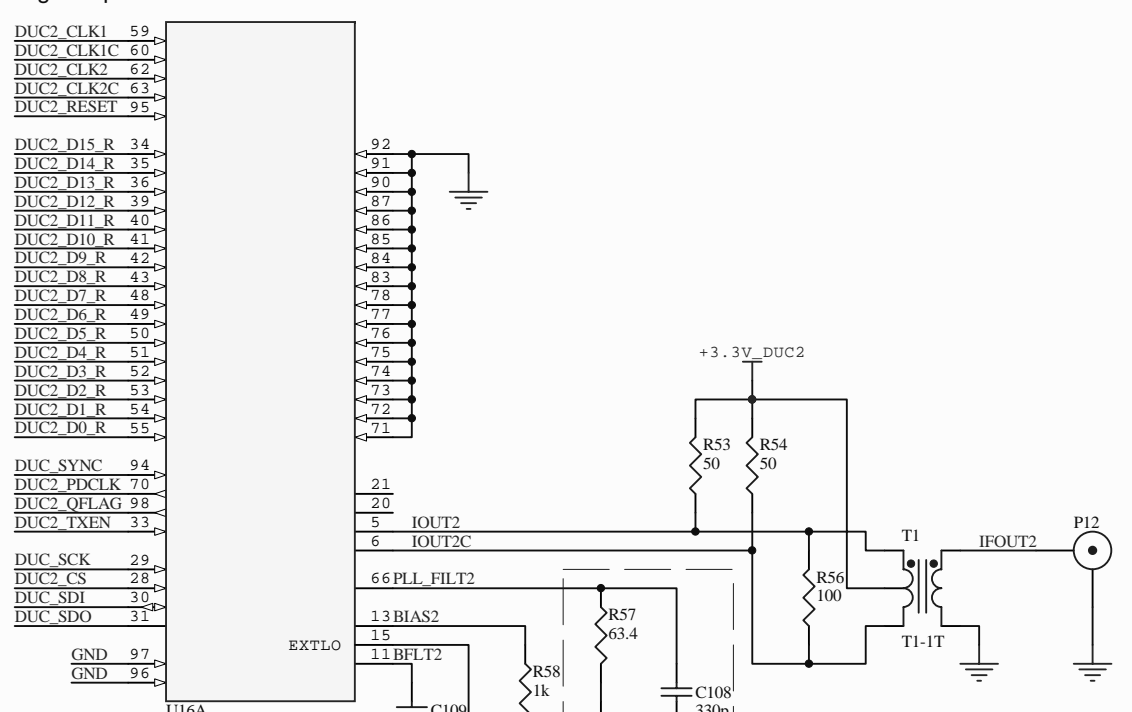 DUC2_CLK1 59
DUC2_CLK1C 60
DUC2_CLK2 62
DUC2_CLK2C 63
DUC2_RESET 95
DUC2_D15_R 34
DUC2_D14_R 35
DUC2_D13_R 36
DUC2_D12_R 39
DUC2_D11_R 40
DUC2_D10_R 41
DUC2_D9_R 42
DUC2_D8_R 43
DUC2_D7_R 48
DUC2_D6_R 49
DUC2_D5_R 50
DUC2_D4_R 51
DUC2_D3_R 52
DUC2_D2_R 53
DUC2_D1_R 54
DUC2_D0_R 55
DUC_SYNC 94
DUC2_PDCLK 70
DUC2_QFLAG 98
DUC2_TXEN 33
DUC_SCK 29
DUC2_CS 28
DUC_SDI 30
DUC_SDO 31
GND 97
GND 96
EXTLO
U16A
92
91
90
87
86
85
84
83
78
77
76
75
74
73
72
71
21
20
5 IOUT2
6 IOUT2C
66 PLL_FILT2
13 BIAS2
15
11 BFLT2
+3.3V_DUC2
R53
50
R54
50
R56
100
R57
63.4
R58
1k
C108
330p
C109
T1
T1-1T
IFOUT2
P12